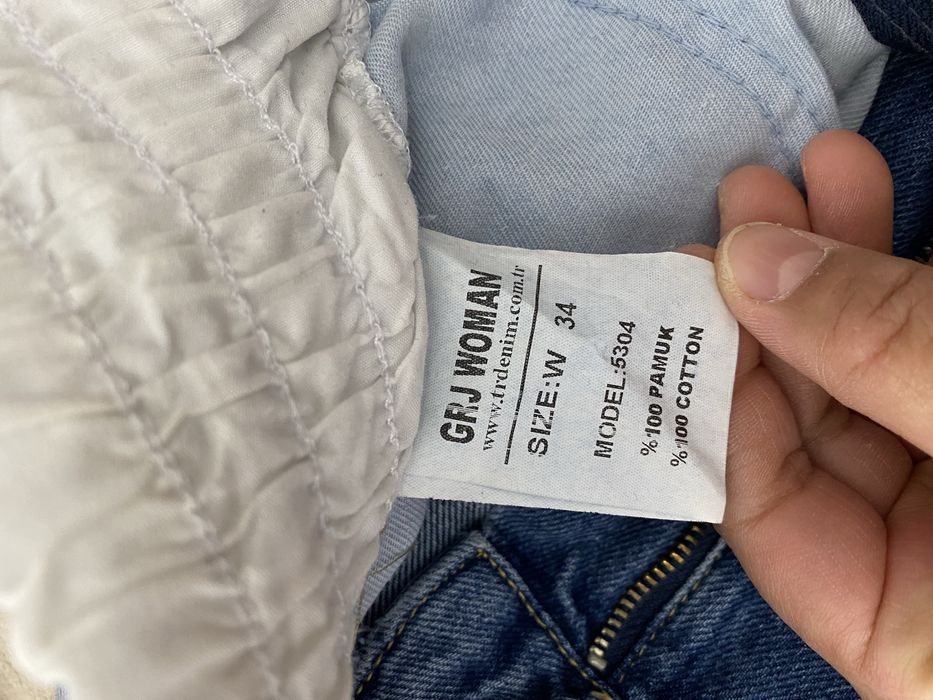 GRJ WOMAN
www.trdenim.com.tr
SIZE:W 34
MODEL:5304
%100 PAMUK
%100 COTTON